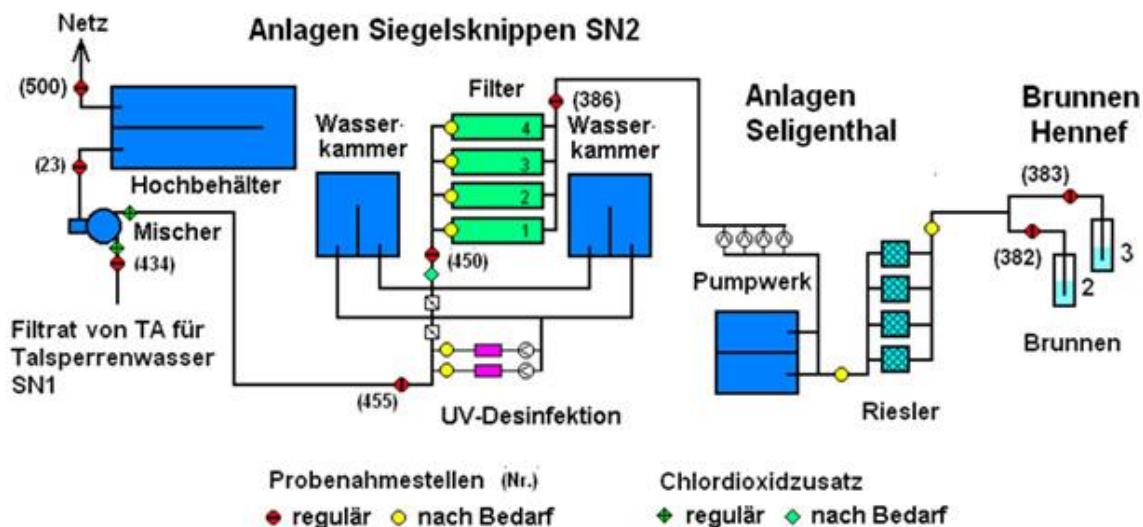 Netz
Anlagen Siegelsknippen SN2
(500)
Filter
(386)
Anlagen
Seligenthal
Brunnen
Hennef
Wasser-
kammer
4
3
2
1
Wasser-
kammer
(23)
Hochbehälter
Mischer
(434)
(450)
(383)
(382)
3
2
Pumpwerk
Brunnen
Filtrat von TA für
Talsperrenwasser
SN1
(455)
UV-Desinfektion
Riesler
Probenahmestellen (Nr.)
regulär nach Bedarf
Chlordioxidzusatz
regulär nach Bedarf